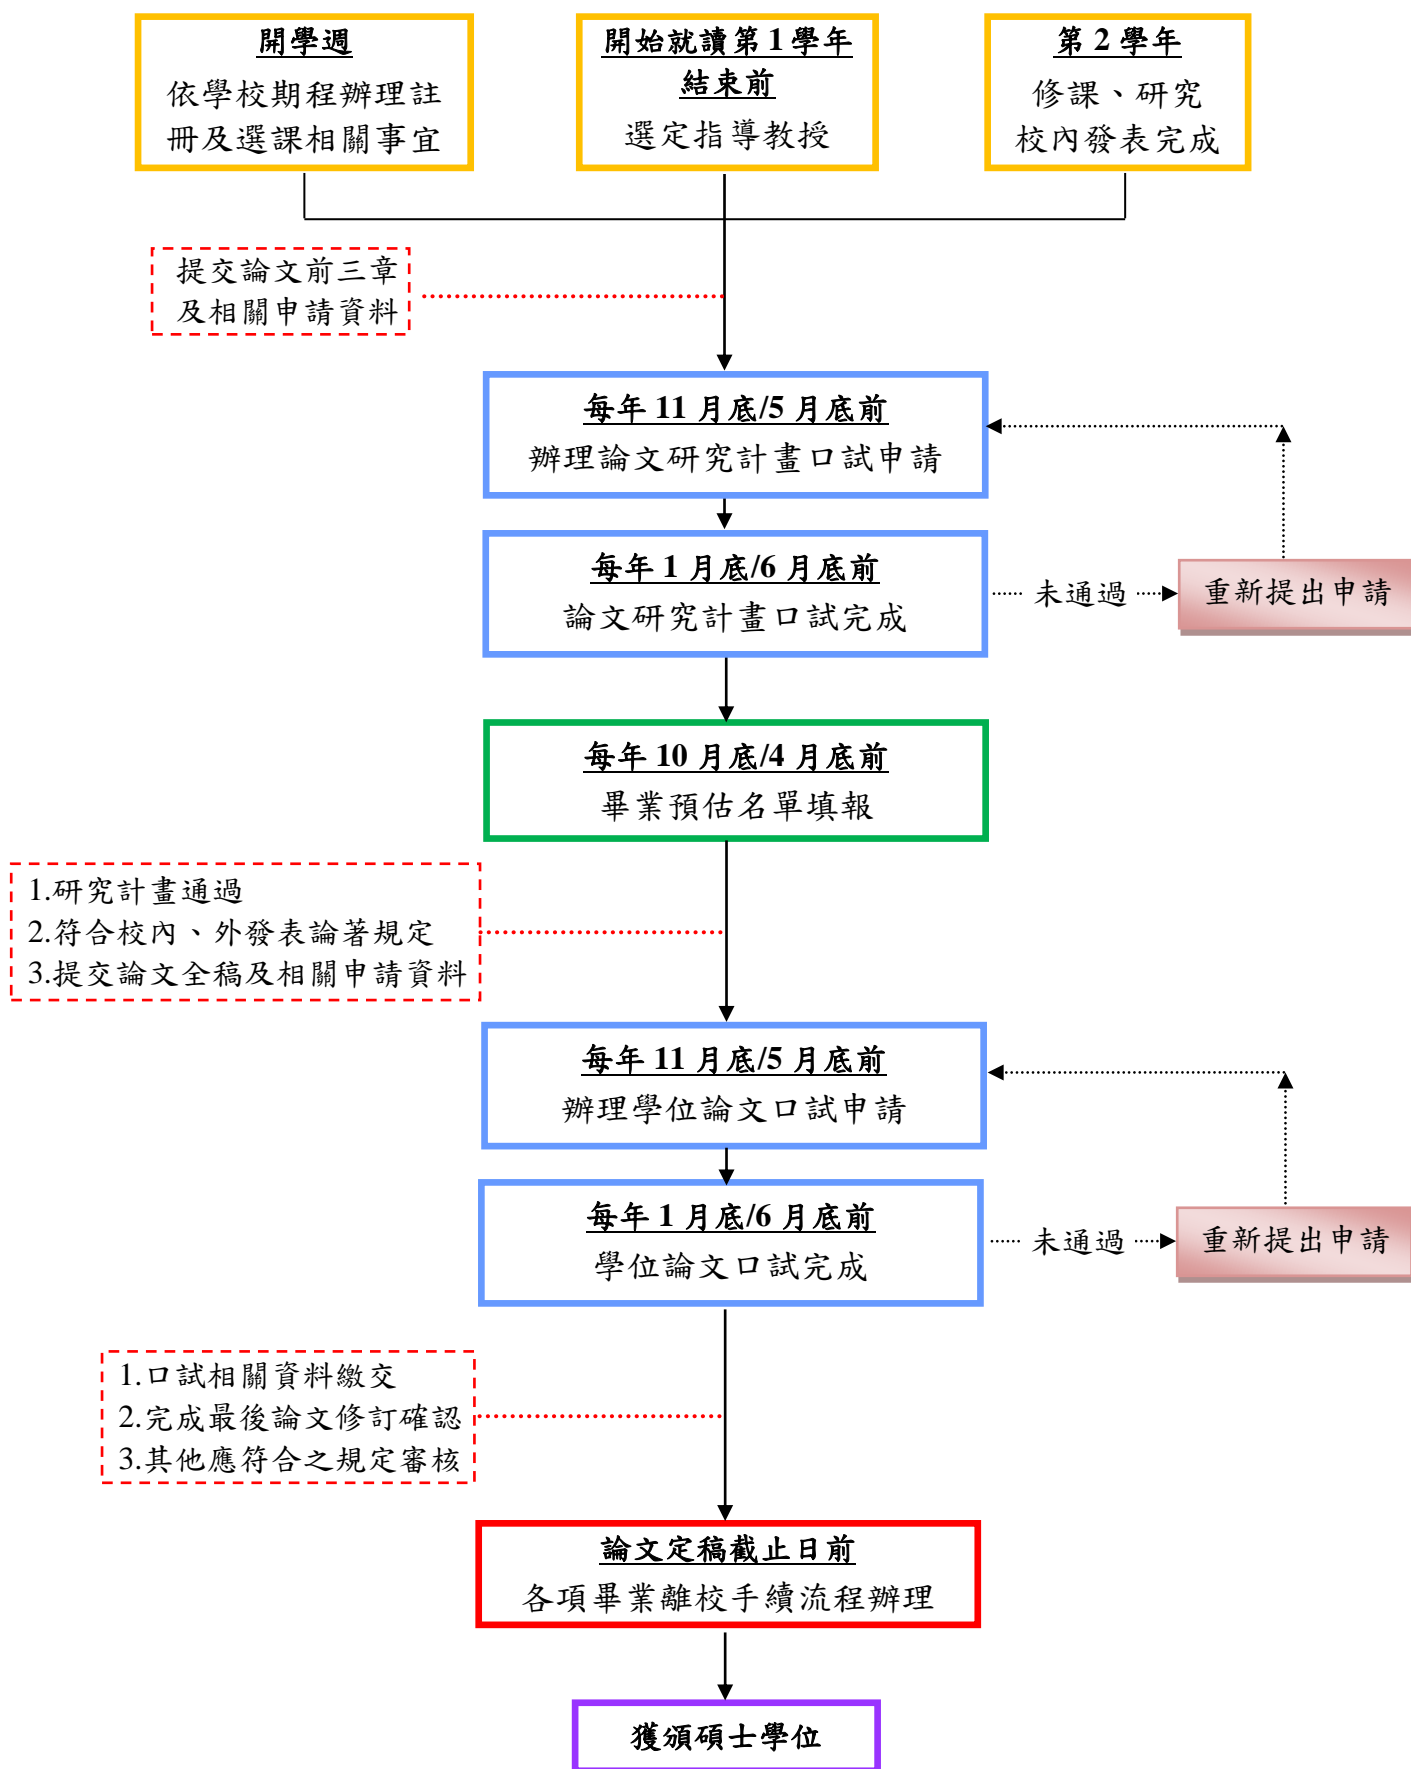 開學週
依學校期程辦理註
冊及選課相關事宜
開始就讀第 1 學年
結束前
選定指導教授
第 2 學年
修課、研究
校內發表完成
提交論文前三章
及相關申請資料
每年 11 月底/5 月底前
辦理論文研究計畫口試申請
每年 1 月底/6 月底前
論文研究計畫口試完成
未通過
重新提出申請
每年 10 月底/4 月底前
畢業預估名單填報
1.研究計畫通過
2.符合校內、外發表論著規定
3.提交論文全稿及相關申請資料
每年 11 月底/5 月底前
辦理學位論文口試申請
每年 1 月底/6 月底前
學位論文口試完成
未通過
重新提出申請
1.口試相關資料繳交
2.完成最後論文修訂確認
3.其他應符合之規定審核
論文定稿截止日前
各項畢業離校手續流程辦理
獲頒碩士學位